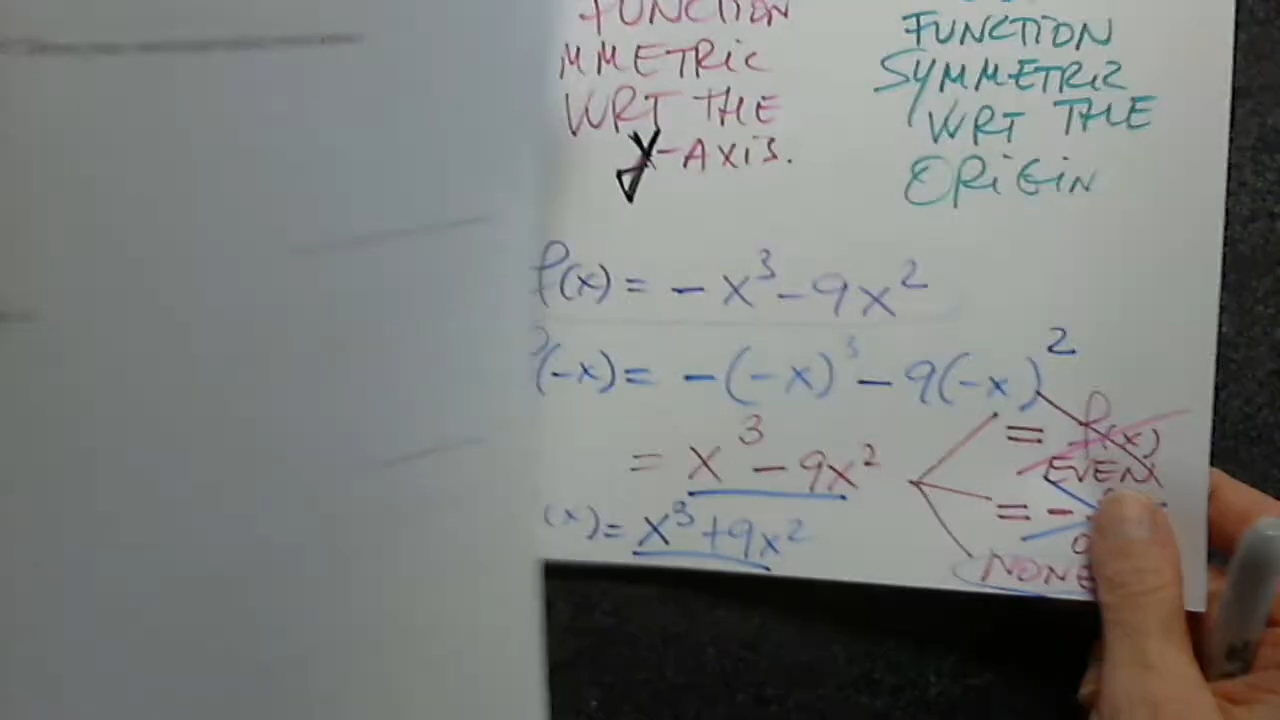 FUNCTION
MMETRIC
WRT THE
y-AXIS.
FUNCTION
SYMMETRIC
WRT THE
ORIGIN
f(x) = -x³ - 9x²
(-x) = -(-x)³ - 9(-x)²
= x³ - 9x²
= f(x)
EVEN
= -
(x) = x³ + 9x²
NONE